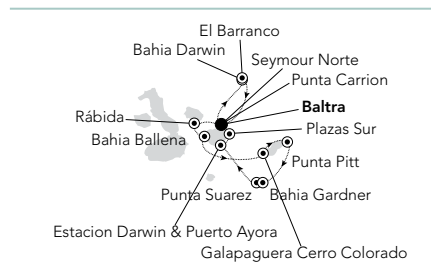 El Barranco
Bahia Darwin
Seymour Norte
Punta Carrion
Baltra
Rábida
Plazas Sur
Bahia Ballena
Punta Pitt
Punta Suarez
Bahia Gardner
Estacion Darwin & Puerto Ayora
Galapaguera Cerro Colorado